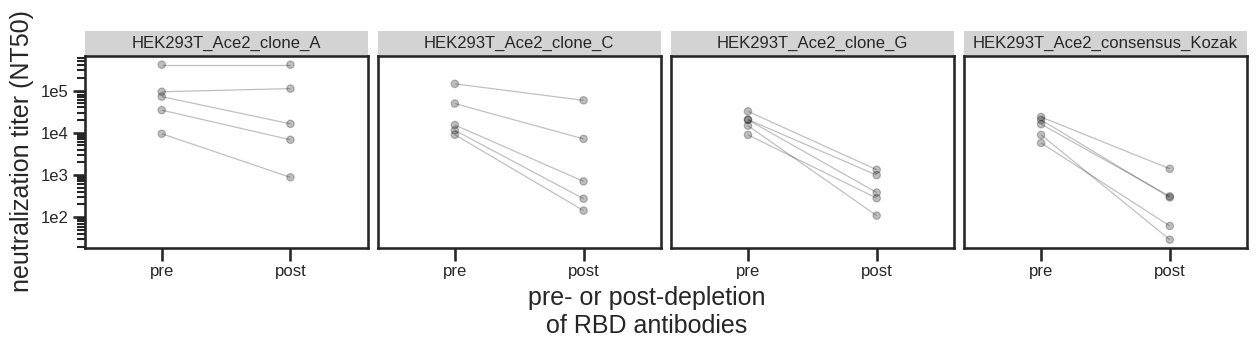 HEK293T_Ace2_clone_A
HEK293T_Ace2_clone_C
HEK293T_Ace2_clone_G
HEK293T_Ace2_consensus_Kozak
neutralization titer (NT50)
1e5
1e4
1e3
1e2
pre
post
pre
post
pre
post
pre
post
pre- or post-depletion
of RBD antibodies